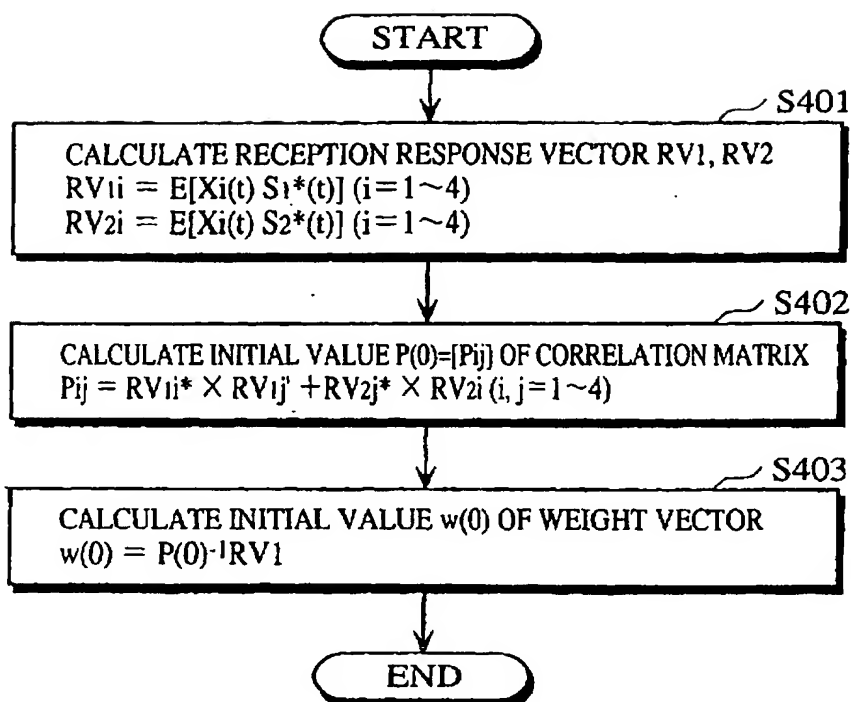 START
S401
CALCULATE RECEPTION RESPONSE VECTOR RV1, RV2
RV1i = E[Xi(t) S1*(t)] (i=1~4)
RV2i = E[Xi(t) S2*(t)] (i=1~4)
S402
CALCULATE INITIAL VALUE P(0)=[Pij] OF CORRELATION MATRIX
Pij = RV1i* × RV1j' +RV2j* × RV2i (i, j=1~4)
S403
CALCULATE INITIAL VALUE w(0) OF WEIGHT VECTOR
w(0) = P(0)-1RV1
END